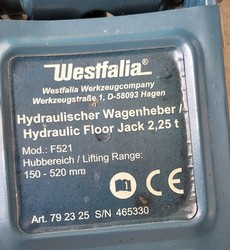 Westfalia®
Westfalia Werkzeugcompany
Werkzeugstraße.1, D-58093 Hagen
Hydraulischer Wagenheber /
Hydraulic Floor Jack 2,25 t
Mod.: F521
Hubbereich / Lifting Range:
150 - 520 mm
CE
Art. 79 23 25 S/N 465330